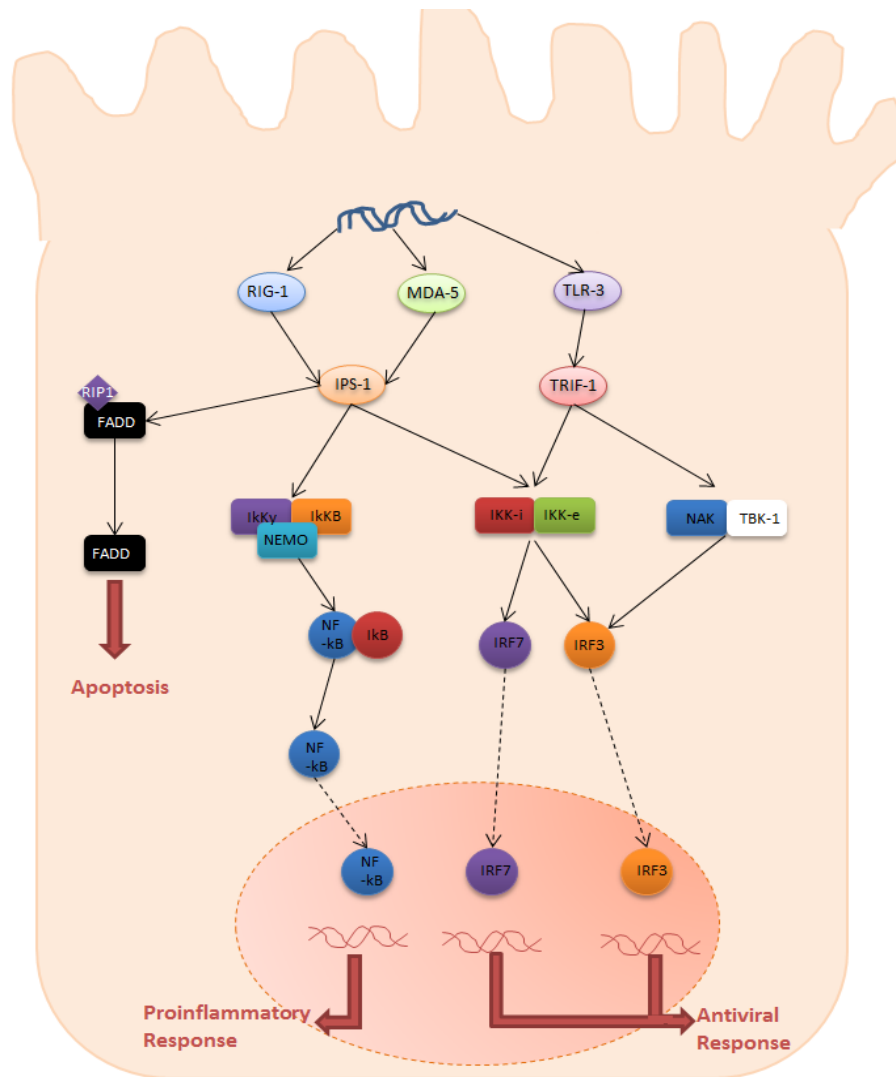 RIG-1
MDA-5
TLR-3
IPS-1
TRIF-1
RIP1
FADD
IkKy
IkKB
NEMO
IKK-i
IKK-e
NAK
TBK-1
FADD
NF
-kB
IkB
IRF7
IRF3
Apoptosis
NF
-kB
NF
-kB
IRF7
IRF3
Proinflammatory
Response
Antiviral
Response